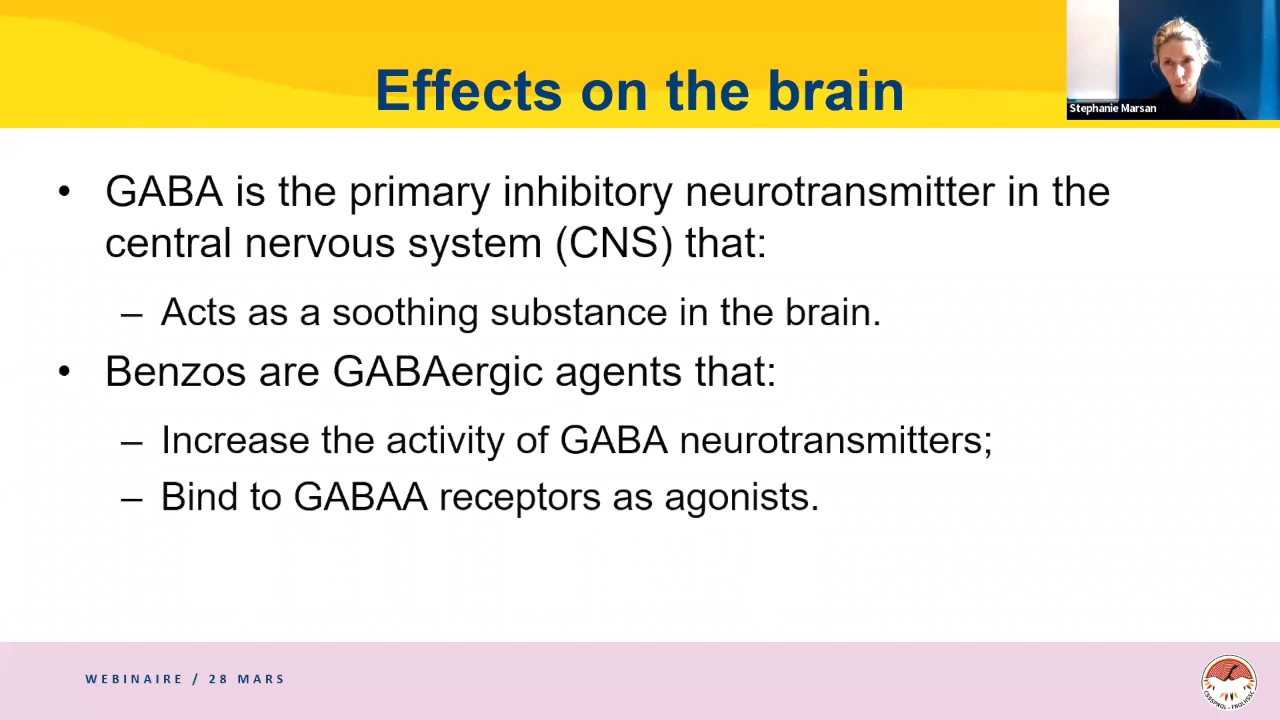 Effects on the brain
Stephanie Marsan
• GABA is the primary inhibitory neurotransmitter in the
central nervous system (CNS) that:
– Acts as a soothing substance in the brain.
• Benzos are GABAergic agents that:
– Increase the activity of GABA neurotransmitters;
– Bind to GABAA receptors as agonists.
WEBINAIRE / 28 MARS